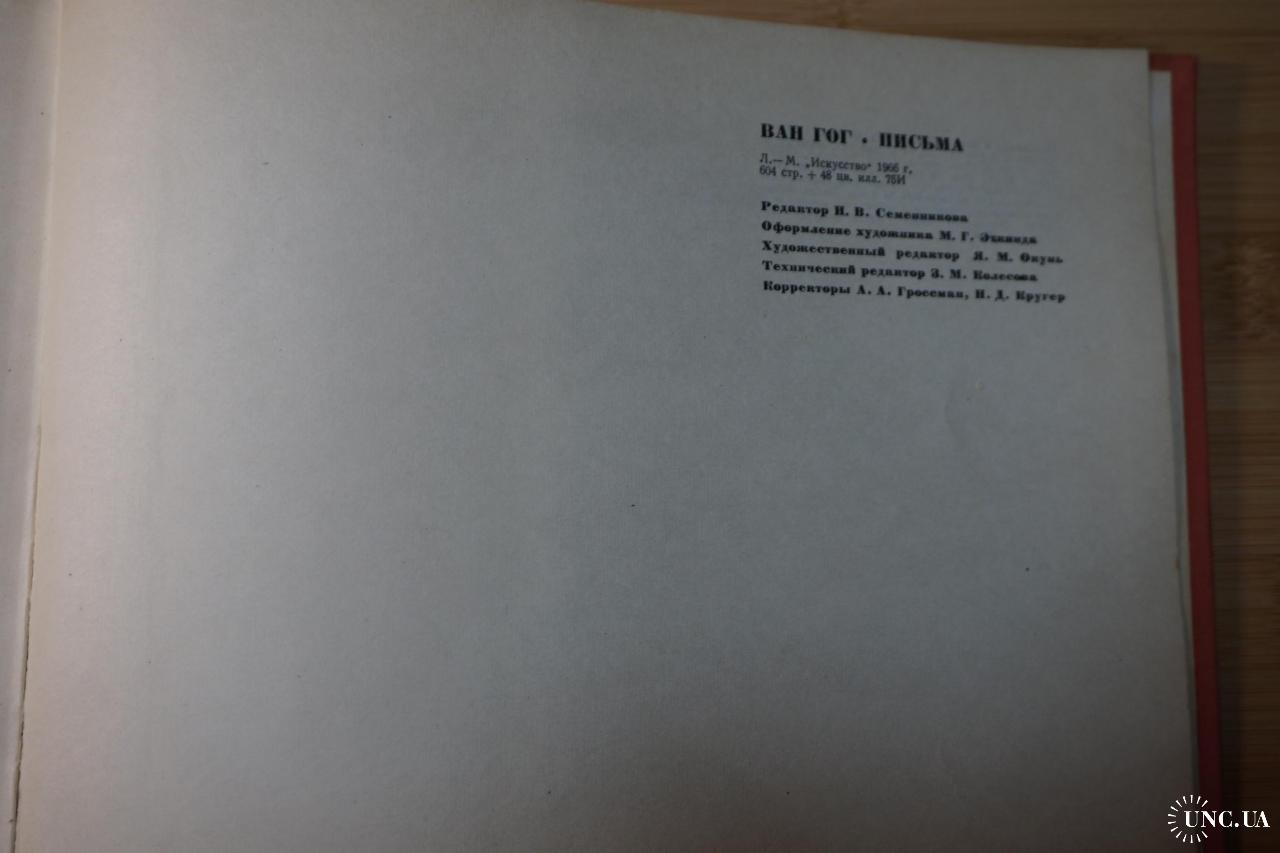 ВАН ГОГ · ПИСЬМА
Л.— М. „Искусство“ 1966 г.
604 стр. + 48 цв. илл. 75И
Редактор Н. В. Семенникова
Оформление художника М. Г. Эткинда
Художественный редактор Я. М. Окунь
Технический редактор З. М. Колесова
Корректоры А. А. Гроссман, Н. Д. Кругер
UNC.UA